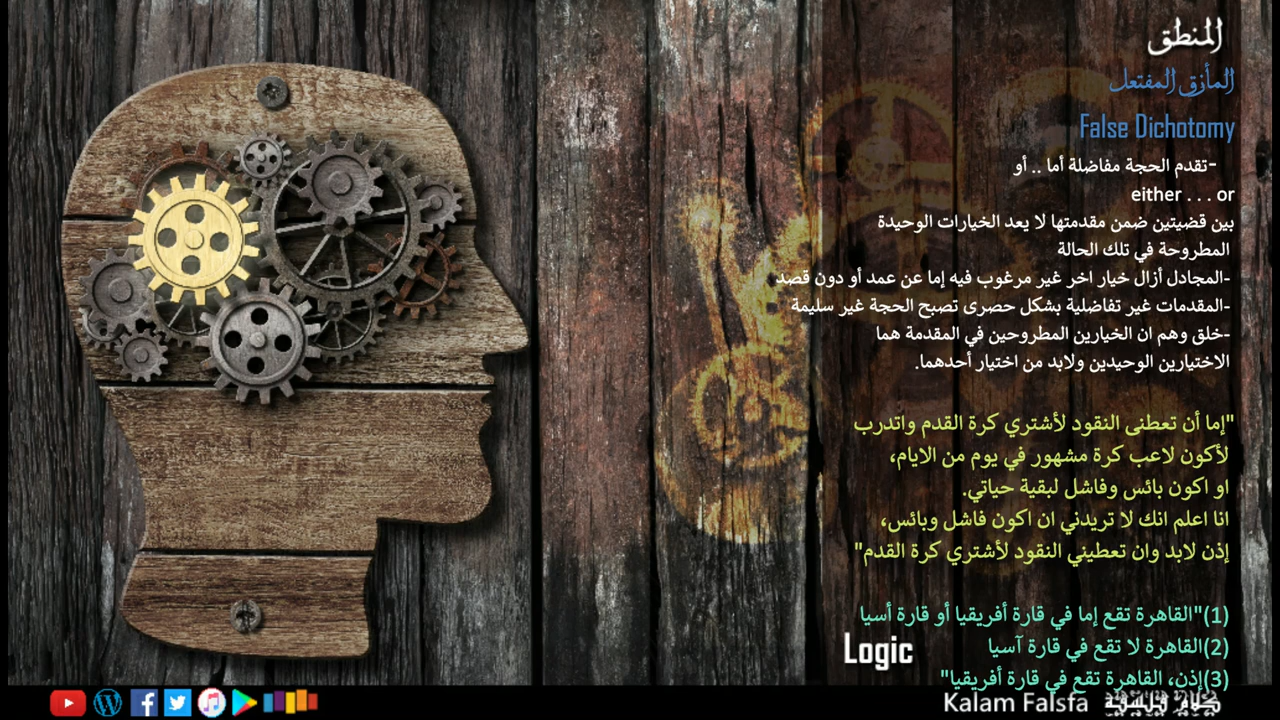 المنطق
المأزق المفتعل
False Dichotomy
-تقدم الحجة مفاضلة أما .. أو
either . . . or
بين قضيتين ضمن مقدمتها لا يعد الخيارات الوحيدة
المطروحة في تلك الحالة
-المجادل أزال خيار اخر غير مرغوب فيه إما عن عمد أو دون قصد
-المقدمات غير تفاضلية بشكل حصرى تصبح الحجة غير سليمة
-خلق وهم ان الخيارين المطروحين في المقدمة هما
الاختيارين الوحيدين ولابد من اختيار أحدهما.
"إما أن تعطنى النقود لأشتري كرة القدم واتدرب
لأكون لاعب كرة مشهور في يوم من الايام،
او اكون بائس وفاشل لبقية حياتي.
انا اعلم انك لا تريدني ان اكون فاشل وبائس،
إذن لابد وان تعطيني النقود لأشتري كرة القدم"
(1)"القاهرة تقع إما في قارة أفريقيا أو قارة أسيا
(2)القاهرة لا تقع في قارة آسيا
(3)إذن، القاهرة تقع في قارة أفريقيا"
Logic
Kalam Falsfa
كلام فلسفة